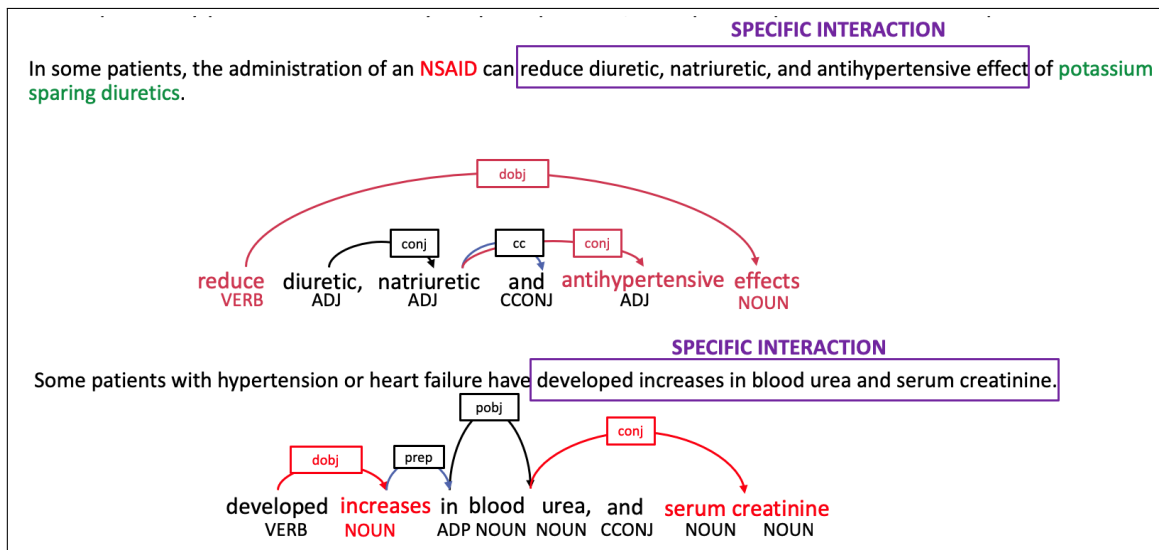 SPECIFIC INTERACTION
In some patients, the administration of an NSAID can reduce diuretic, natriuretic, and antihypertensive effect of potassium
sparing diuretics.
dobj
conj cc conj
reduce diuretic, natriuretic and antihypertensive effects
VERB ADJ ADJ CCONJ ADJ NOUN
SPECIFIC INTERACTION
Some patients with hypertension or heart failure have developed increases in blood urea and serum creatinine.
pobj
conj
dobj prep
developed increases in blood urea, and serum creatinine
VERB NOUN ADP NOUN NOUN CCONJ NOUN NOUN